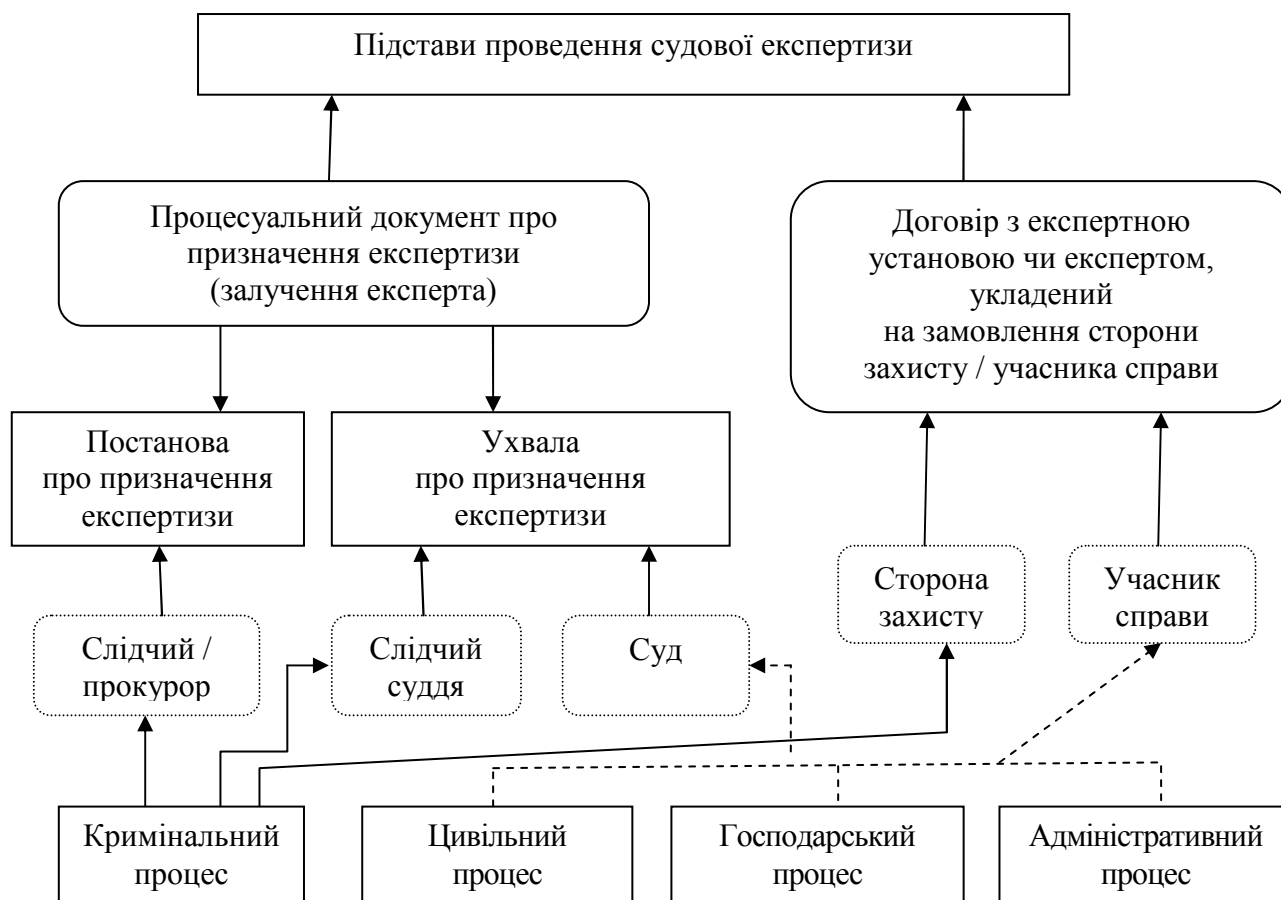 Підстави проведення судової експертизи
Процесуальний документ про
призначення експертизи
(залучення експерта)
Договір з експертною
установою чи експертом,
укладений
на замовлення сторони
захисту / учасника справи
Постанова
про призначення
експертизи
Ухвала
про призначення
експертизи
Сторона
захисту
Учасник
справи
Слідчий /
прокурор
Слідчий
суддя
Суд
Кримінальний
процес
Цивільний
процес
Господарський
процес
Адміністративний
процес